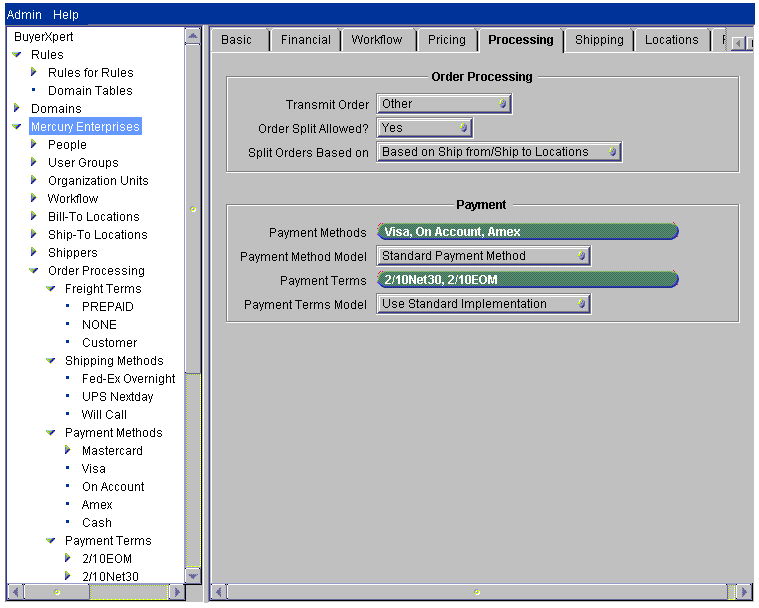 Admin Help
BuyerXpert
Rules
Rules for Rules
Domain Tables
Domains
Mercury Enterprises
People
User Groups
Organization Units
Workflow
Bill-To Locations
Ship-To Locations
Shippers
Order Processing
Freight Terms
PREPAID
NONE
Customer
Shipping Methods
Fed-Ex Overnight
UPS Nextday
Will Call
Payment Methods
Mastercard
Visa
On Account
Amex
Cash
Payment Terms
2/10EOM
2/10Net30
Basic Financial Workflow Pricing Processing Shipping Locations
Order Processing
Transmit Order Other
Order Split Allowed? Yes
Split Orders Based on Based on Ship from/Ship to Locations
Payment
Payment Methods Visa, On Account, Amex
Payment Method Model Standard Payment Method
Payment Terms 2/10Net30, 2/10EOM
Payment Terms Model Use Standard Implementation